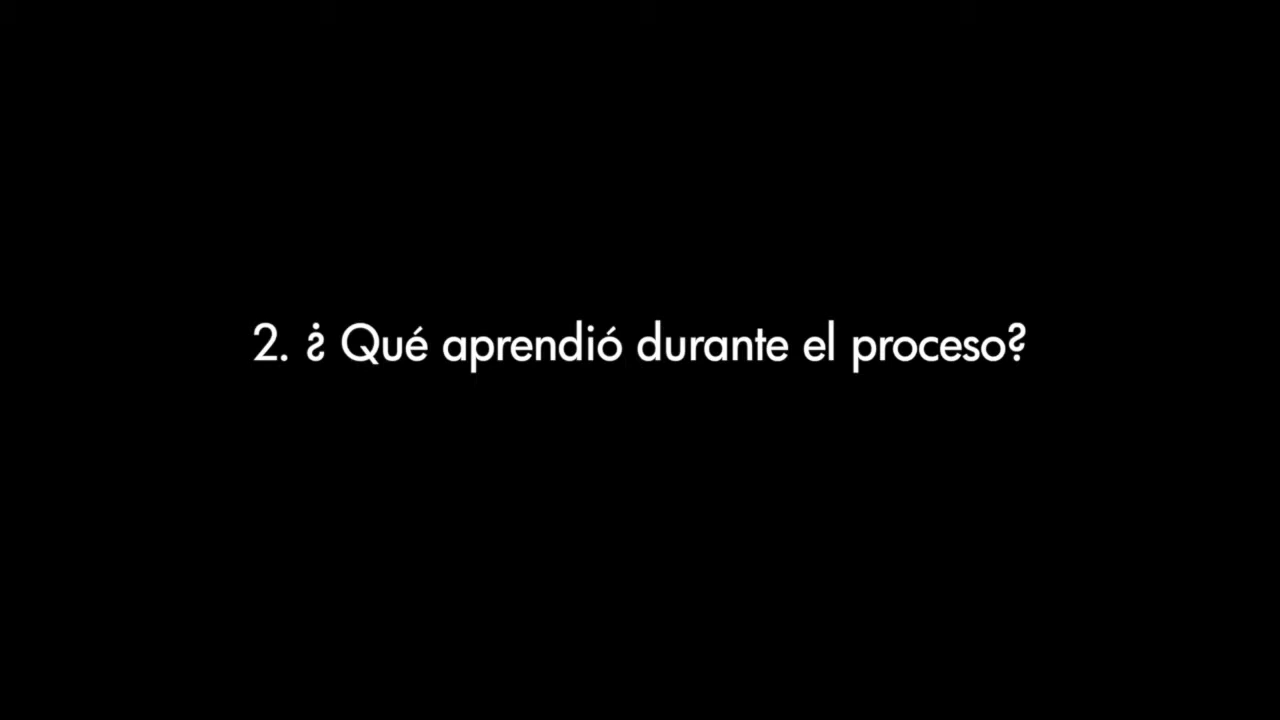 2. ¿ Qué aprendió durante el proceso?